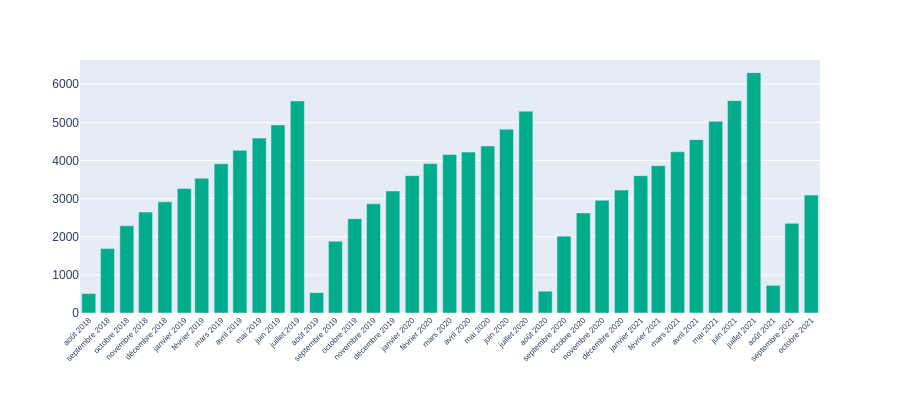 6000
5000
4000
3000
2000
1000
0
août 2018
septembre 2018
octobre 2018
novembre 2018
décembre 2018
janvier 2019
février 2019
mars 2019
avril 2019
mai 2019
juin 2019
juillet 2019
août 2019
septembre 2019
octobre 2019
novembre 2019
décembre 2019
janvier 2020
février 2020
mars 2020
avril 2020
mai 2020
juin 2020
juillet 2020
août 2020
septembre 2020
octobre 2020
novembre 2020
décembre 2020
janvier 2021
février 2021
mars 2021
avril 2021
mai 2021
juin 2021
juillet 2021
août 2021
septembre 2021
octobre 2021